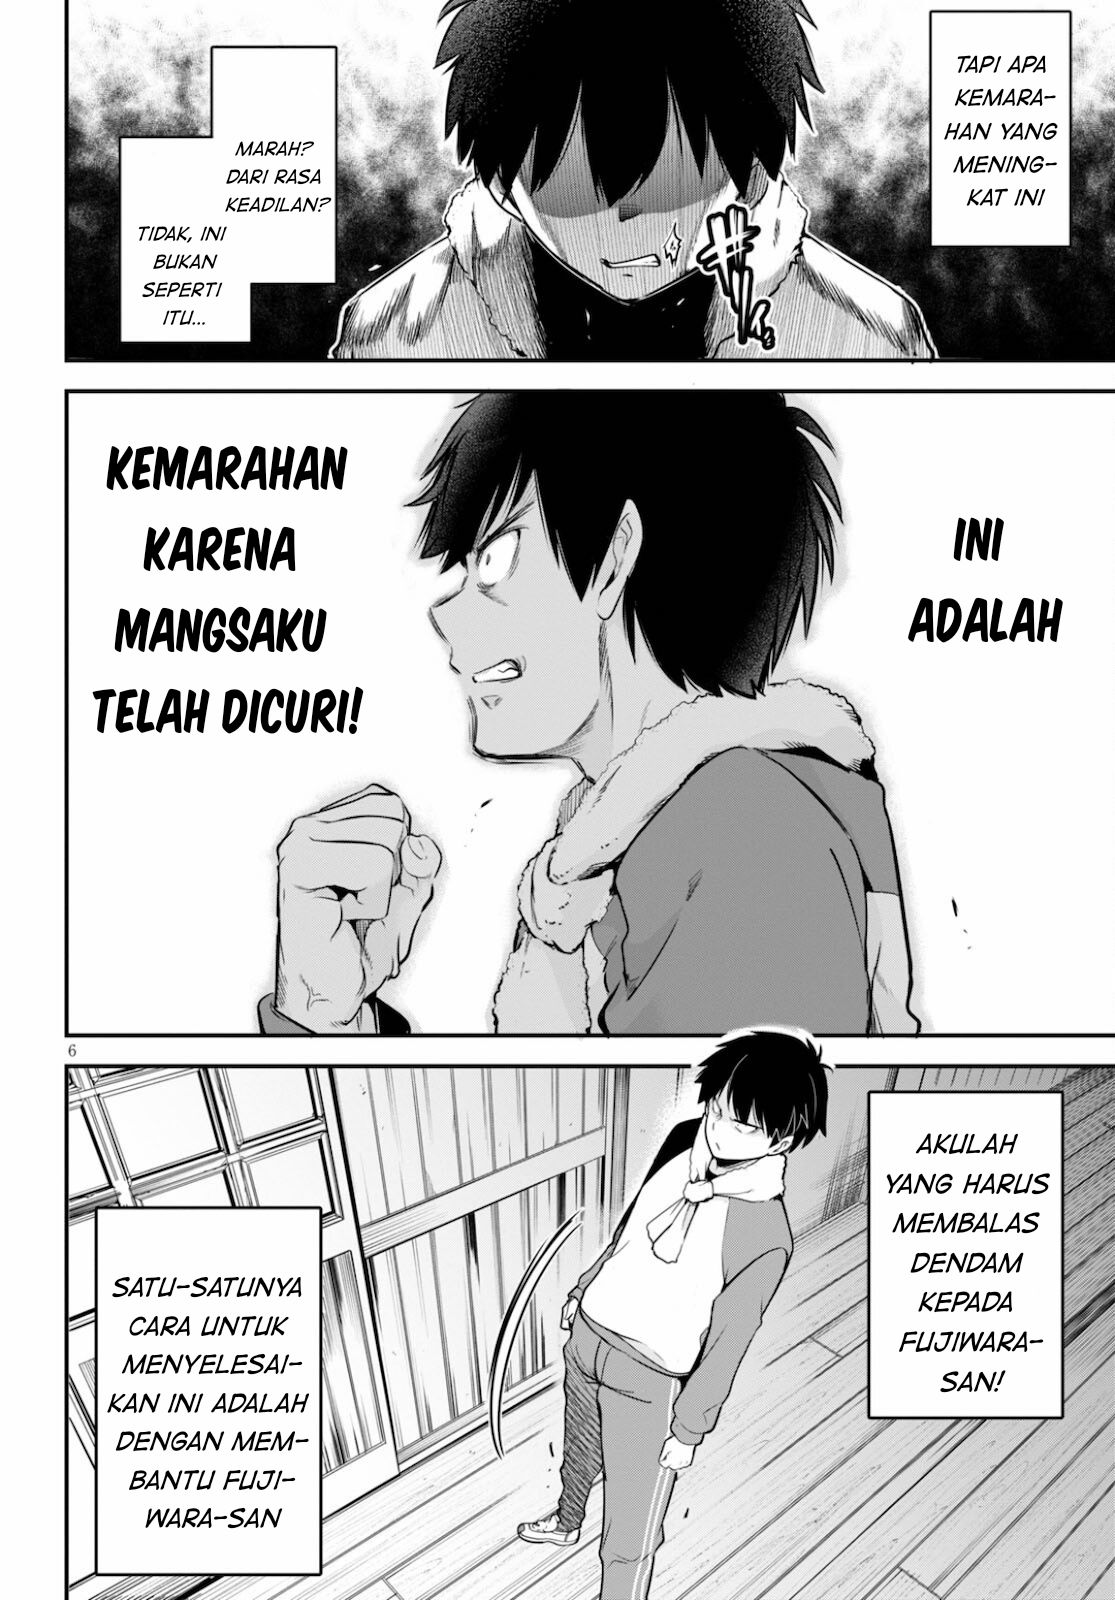 TAPI APA
KEMARA-
HAN YANG
MENING-
KAT INI
MARAH?
DARI RASA
KEADILAN?
TIDAK, INI
BUKAN
SEPERTI
ITU...
INI
ADALAH
KEMARAHAN
KARENA
MANGSAKU
TELAH DICURI!
6
AKULAH
YANG HARUS
MEMBALAS
DENDAM
KEPADA
FUJIWARA-
SAN!
SATU-SATUNYA
CARA UNTUK
MENYELESAI-
KAN INI ADALAH
DENGAN MEM-
BANTU FUJI-
WARA-SAN